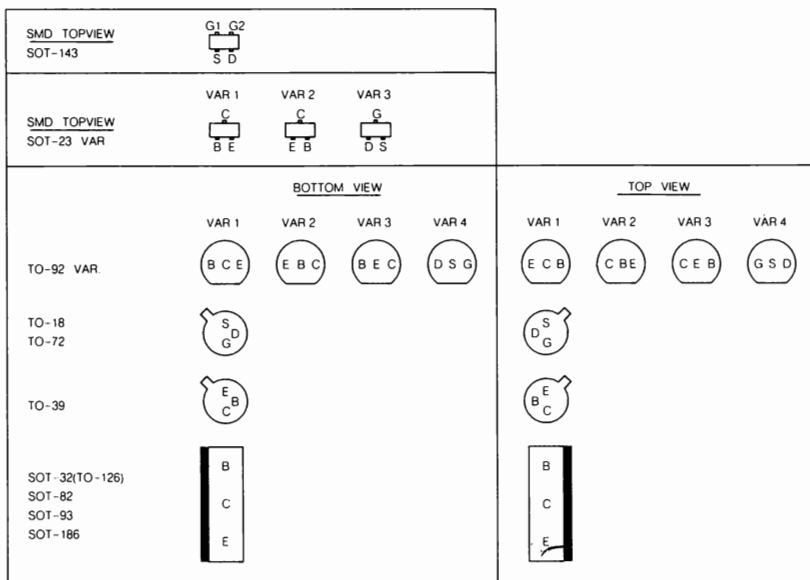 SMD TOPVIEW
SOT-143
G1 G2
S D
SMD TOPVIEW
SOT-23 VAR
VAR 1 VAR 2 VAR 3
C C G
B E E B D S
BOTTOM VIEW
VAR 1 VAR 2 VAR 3 VAR 4
TO-92 VAR.
B C E E B C B E C D S G
TO-18
TO-72
S
D
G
TO-39
E
B
C
SOT-32(TO-126)
SOT-82
SOT-93
SOT-186
B
C
E
TOP VIEW
VAR 1 VAR 2 VAR 3 VAR 4
E C B C B E C E B G S D
S
D
G
E
B
C
B
C
E